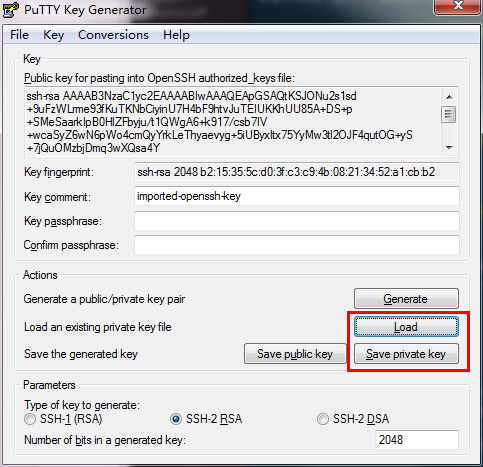 PuTTY Key Generator
File Key Conversions Help
Key
Public key for pasting into OpenSSH authorized_keys file:
ssh-rsa AAAAB3NzaC1yc2EAAAABIwAAAQEApGSAQtKSJONu2s1sd
+9uFzWLme93fKuTKNbCiyinU7H4bF9htvJuTEIUKKhUU85A+DS+p
+SMeSaarkIpB0HIZFbyju/t1QWgA6+k917/csb7IV
+wcaSyZ6wN6pWo4cmQyYrkLeThyaevyg+5iUByxItx75YyMw3tI2OJF4qutOG+yS
+7jQuOMzbjDmq3wXQsa4Y
Key fingerprint: ssh-rsa 2048 b2:15:35:5c:d0:3f:c3:c9:4b:08:21:34:52:a1:cb:b2
Key comment: imported-openssh-key
Key passphrase:
Confirm passphrase:
Actions
Generate a public/private key pair Generate
Load an existing private key file Load
Save the generated key Save public key Save private key
Parameters
Type of key to generate:
SSH-1 (RSA) SSH-2 RSA SSH-2 DSA
Number of bits in a generated key: 2048